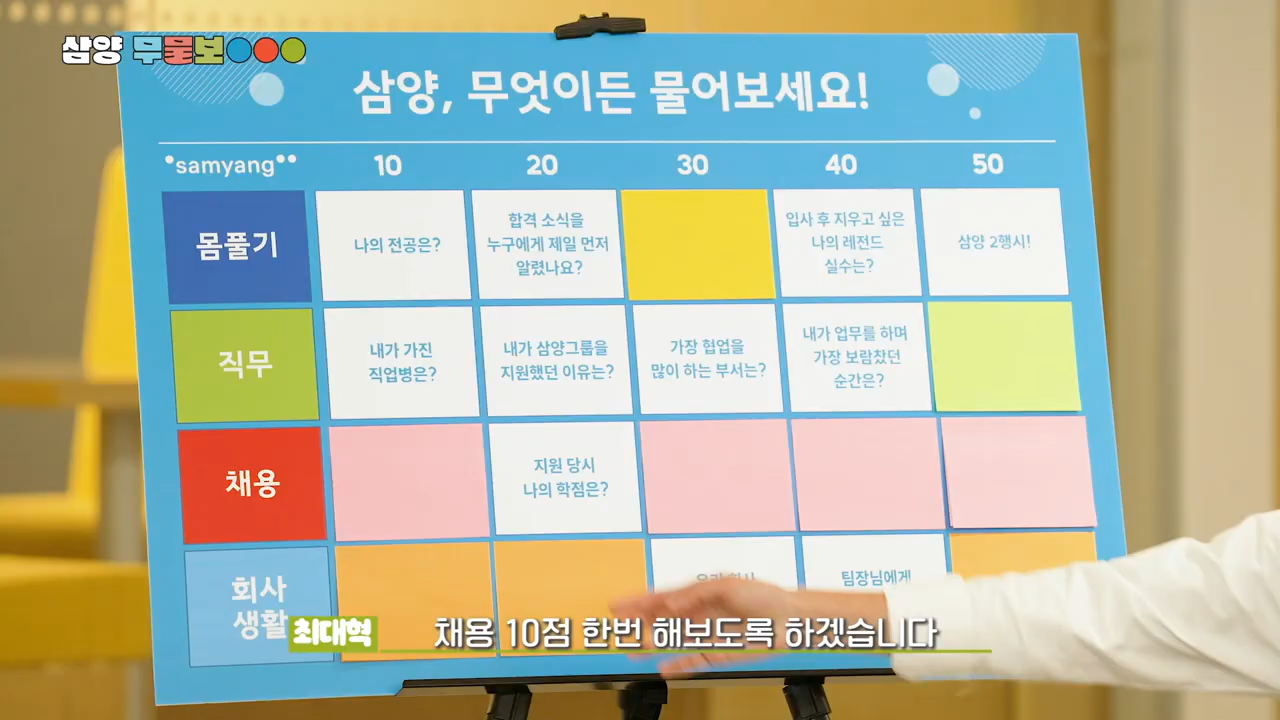 삼양 무물보
삼양, 무엇이든 물어보세요!
samyang
10
20
30
40
50
몸풀기
나의 전공은?
합격 소식을
누구에게 제일 먼저
알렸나요?
입사 후 지우고 싶은
나의 레전드
실수는?
삼양 2행시!
직무
내가 가진
직업병은?
내가 삼양그룹을
지원했던 이유는?
가장 협업을
많이 하는 부서는?
내가 업무를 하며
가장 보람찼던
순간은?
채용
지원 당시
나의 학점은?
회사
생활
팀장님에게
최대혁
채용 10점 한번 해보도록 하겠습니다